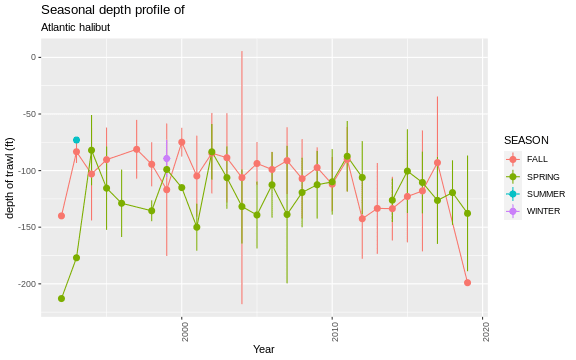 Seasonal depth profile of
Atlantic halibut
depth of trawl (ft)
0
-50
-100
-150
-200
2000
2010
2020
Year
SEASON
FALL
SPRING
SUMMER
WINTER